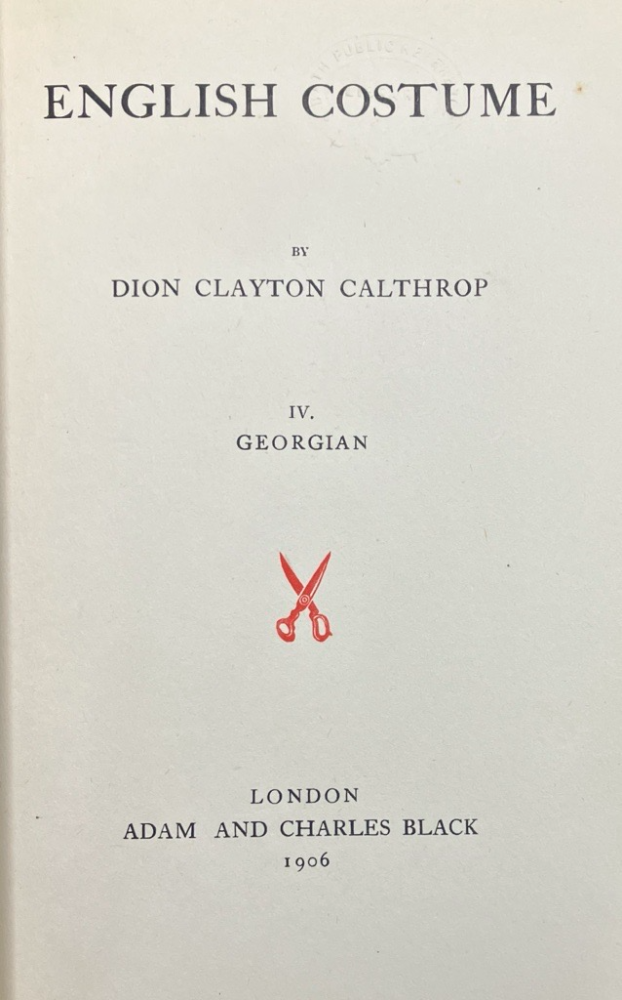 ENGLISH COSTUME
BY
DION CLAYTON CALTHROP
IV.
GEORGIAN
LONDON
ADAM AND CHARLES BLACK
1906